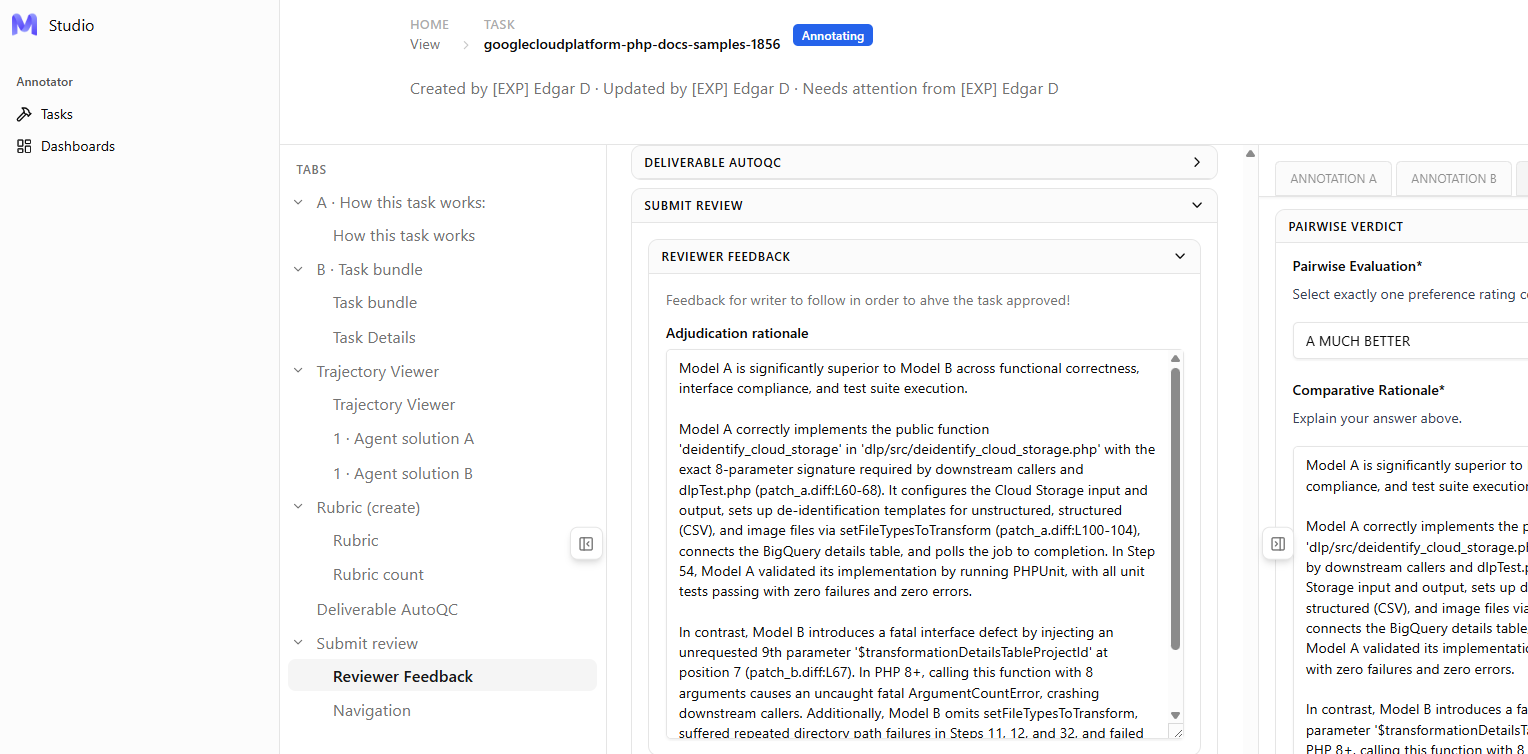 Studio
HOME
TASK
View
googlecloudplatform-php-docs-samples-1856
Annotating
Annotator
Created by [EXP] Edgar D · Updated by [EXP] Edgar D · Needs attention from [EXP] Edgar D
Tasks
Dashboards
TABS
A · How this task works:
How this task works
B · Task bundle
Task bundle
Task Details
Trajectory Viewer
Trajectory Viewer
1 · Agent solution A
1 · Agent solution B
Rubric (create)
Rubric
Rubric count
Deliverable AutoQC
Submit review
Reviewer Feedback
Navigation
DELIVERABLE AUTOQC
SUBMIT REVIEW
REVIEWER FEEDBACK
Feedback for writer to follow in order to ahve the task approved!
Adjudication rationale
Model A is significantly superior to Model B across functional correctness,
interface compliance, and test suite execution.
Model A correctly implements the public function
'deidentify_cloud_storage' in 'dlp/src/deidentify_cloud_storage.php' with the
exact 8-parameter signature required by downstream callers and
dlpTest.php (patch_a.diff:L60-68). It configures the Cloud Storage input and
output, sets up de-identification templates for unstructured, structured
(CSV), and image files via setFileTypesToTransform (patch_a.diff:L100-104),
connects the BigQuery details table, and polls the job to completion. In Step
54, Model A validated its implementation by running PHPUnit, with all unit
tests passing with zero failures and zero errors.
In contrast, Model B introduces a fatal interface defect by injecting an
unrequested 9th parameter '$transformationDetailsTableProjectId' at
position 7 (patch_b.diff:L67). In PHP 8+, calling this function with 8
arguments causes an uncaught fatal ArgumentCountError, crashing
downstream callers. Additionally, Model B omits setFileTypesToTransform,
suffered repeated directory path failures in Steps 11, 12, and 32, and failed
ANNOTATION A
ANNOTATION B
PAIRWISE VERDICT
Pairwise Evaluation*
Select exactly one preference rating
A MUCH BETTER
Comparative Rationale*
Explain your answer above.
Model A is significantly superior to
compliance, and test suite execution
Model A correctly implements the
'dlp/src/deidentify_cloud_storage.
by downstream callers and dlpTest.
Storage input and output, sets up
structured (CSV), and image files via
connects the BigQuery details table,
Model A validated its
with zero failures and zero errors.
In contrast, Model B introduces a
parameter
PHP 8+, calling this function with 8